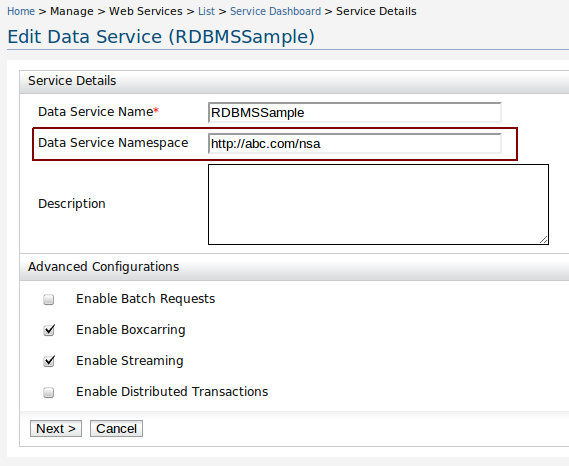 Home > Manage > Web Services > List > Service Dashboard > Service Details
Edit Data Service (RDBMSSample)
Service Details
Data Service Name* RDBMSSample
Data Service Namespace http://abc.com/nsa
Description
Advanced Configurations
Enable Batch Requests
Enable Boxcarring
Enable Streaming
Enable Distributed Transactions
Next > Cancel